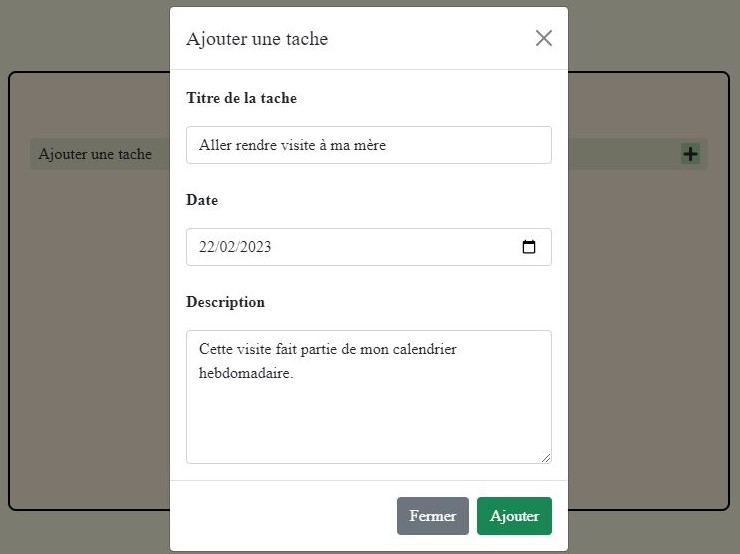 Ajouter une tache
Titre de la tache
Aller rendre visite à ma mère
Ajouter une tache
Date
22/02/2023
Description
Cette visite fait partie de mon calendrier
hebdomadaire.
Fermer Ajouter